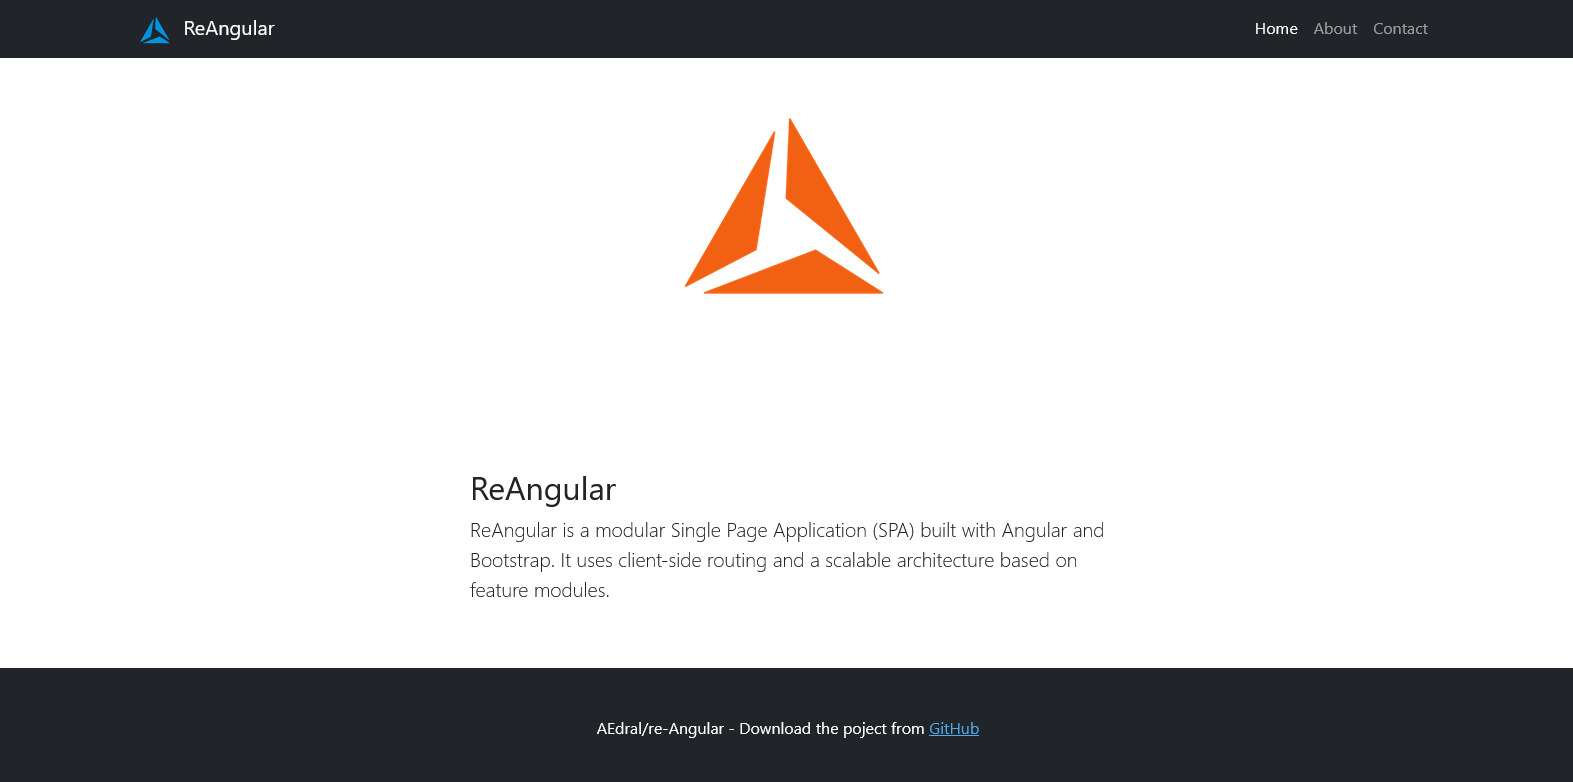 ReAngular
Home About Contact
ReAngular
ReAngular is a modular Single Page Application (SPA) built with Angular and
Bootstrap. It uses client-side routing and a scalable architecture based on
feature modules.
AEdral/re-Angular - Download the poject from GitHub